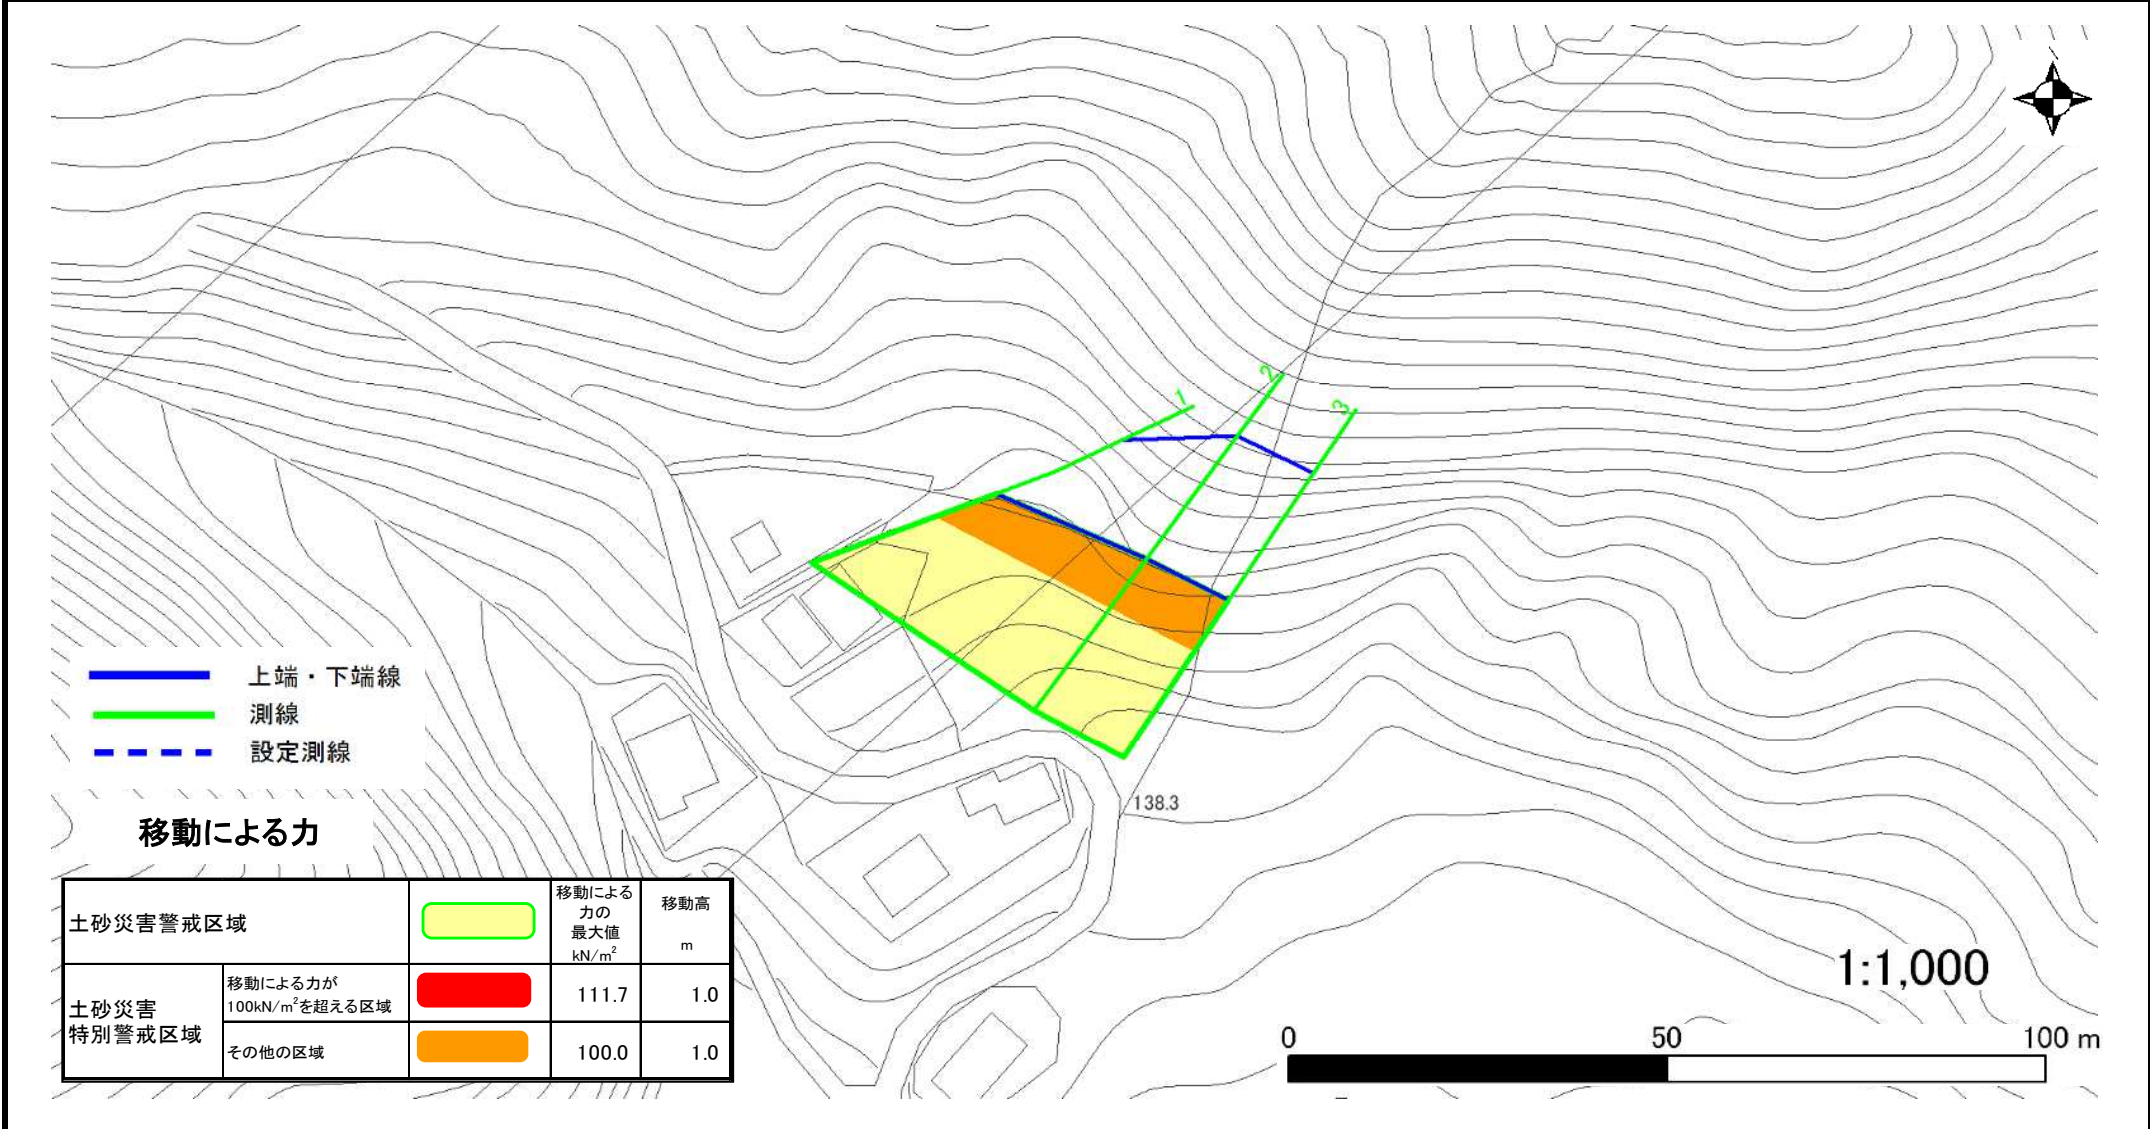 1
2
3
上端・下端線
測線
設定測線
138.3
移動による力
土砂災害警戒区域
移動による
力の
最大値
kN/m²
移動高
m
土砂災害
特別警戒区域
移動による力が
100kN/m²を超える区域
111.7
1.0
その他の区域
100.0
1.0
1:1,000
0
50
100 m